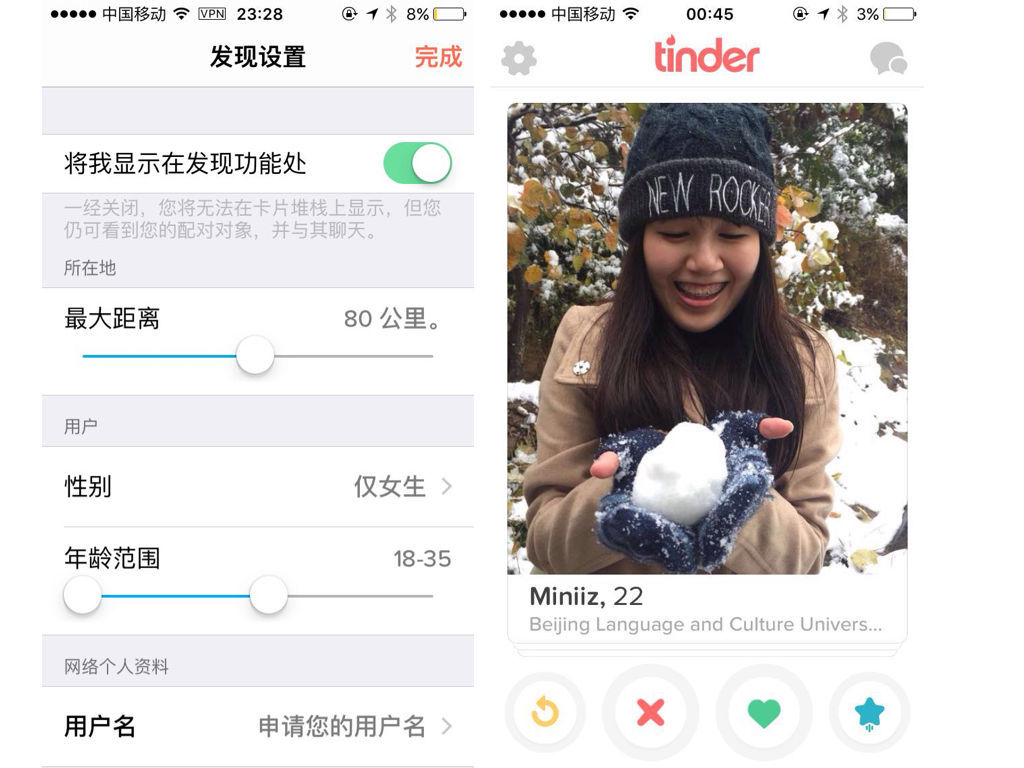 中国移动 VPN 23:28 8%
发现设置 完成
将我显示在发现功能处
一经关闭，您将无法在卡片堆栈上显示，但您
仍可看到您的配对对象，并与其聊天。
所在地
最大距离 80 公里。
用户
性别 仅女生
年龄范围 18-35
网络个人资料
用户名 申请您的用户名
中国移动 00:45 3%
tinder
NEW ROCKER
Miniiz, 22
Beijing Language and Culture Univers...